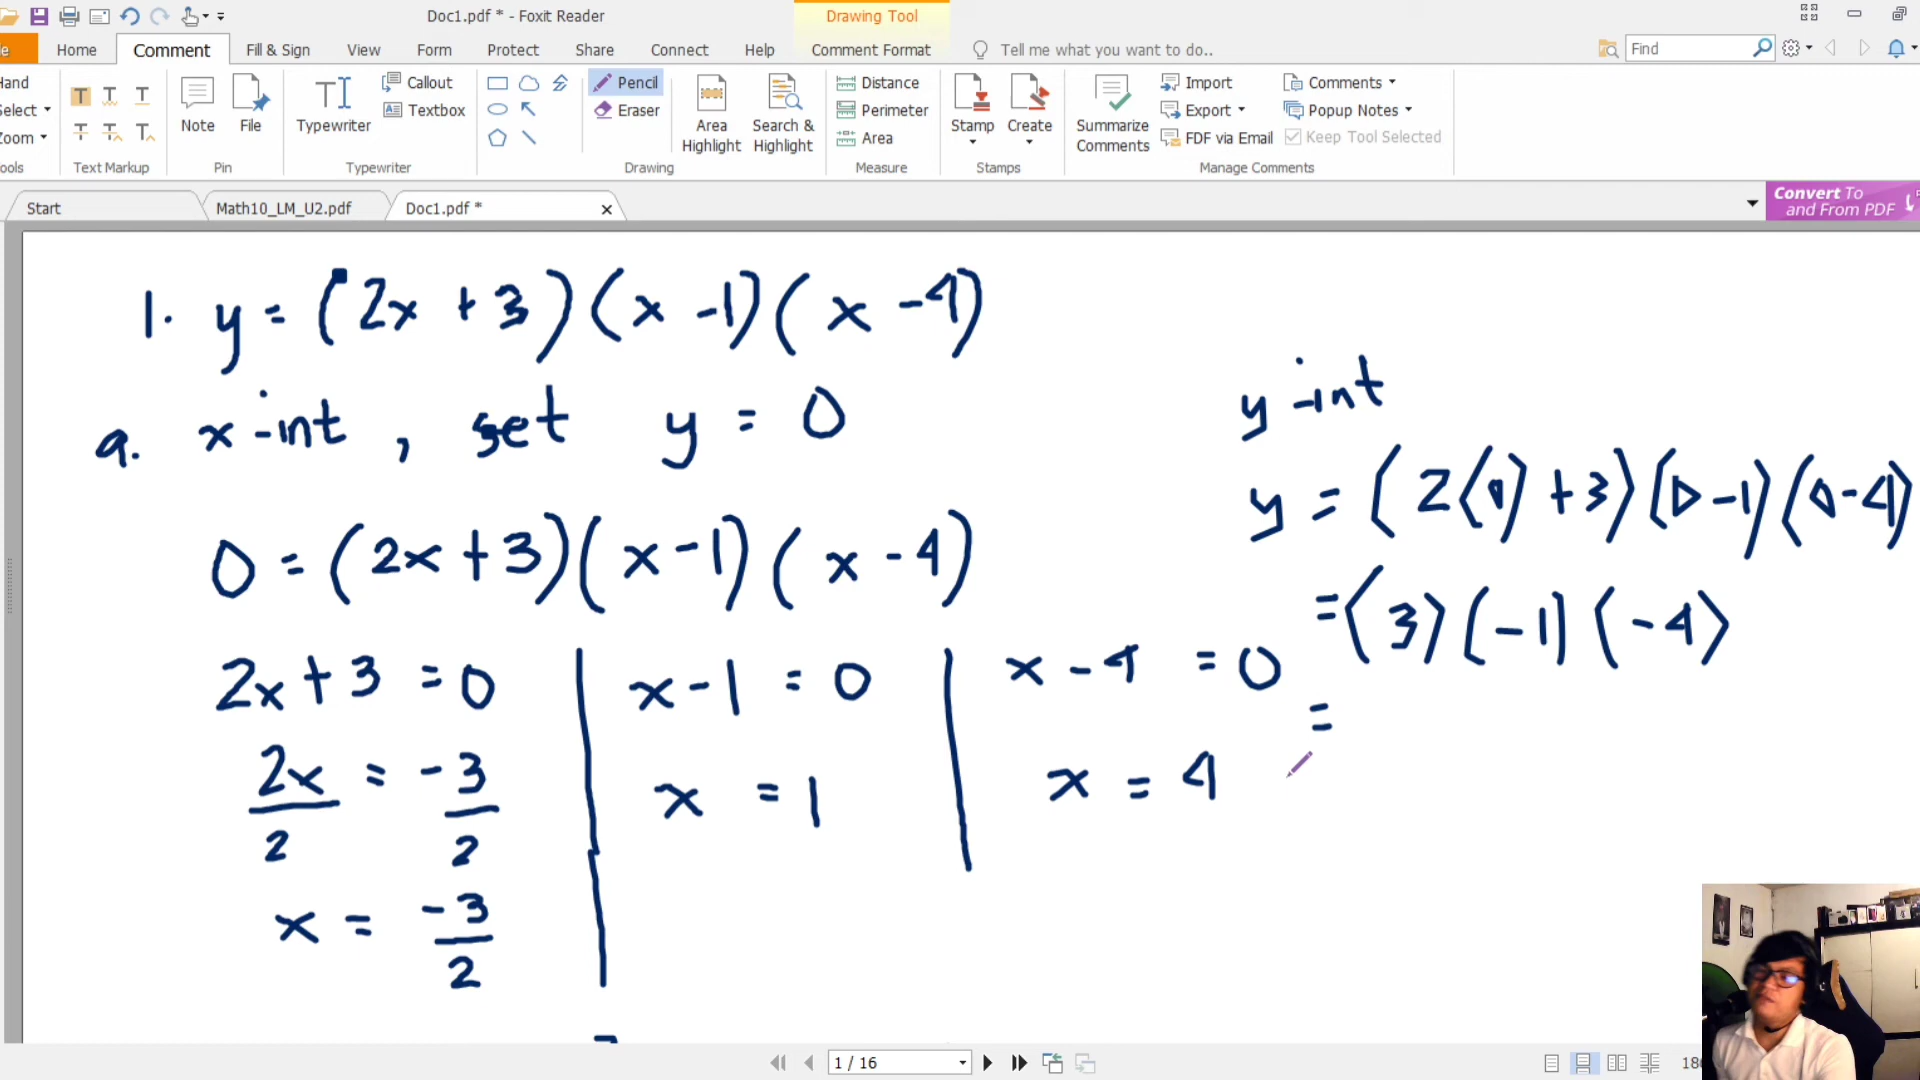 Doc1.pdf * - Foxit Reader
Drawing Tool
Home Comment Fill & Sign View Form Protect Share Connect Help Comment Format Tell me what you want to do.. Find
Hand
Select
Zoom
Tools
Text Markup
Note
File
Pin
Typewriter
Callout
Textbox
Typewriter
Pencil
Eraser
Area Highlight
Search & Highlight
Drawing
Distance
Perimeter
Area
Measure
Stamp
Create
Stamps
Summarize Comments
Import
Export
FDF via Email
Comments
Popup Notes
Keep Tool Selected
Manage Comments
Start Math10_LM_U2.pdf Doc1.pdf *
Convert To
and From PDF
1. y = (2x + 3)(x - 1)(x - 4)
a. x-int, set y = 0
0 = (2x + 3)(x - 1)(x - 4)
2x + 3 = 0
2x/2 = -3/2
x = -3/2
x - 1 = 0
x = 1
x - 4 = 0
x = 4
y-int
y = (2(0) + 3)(0 - 1)(0 - 4)
= (3)(-1)(-4)
=
1 / 16